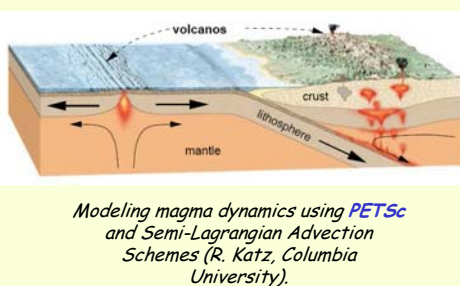 volcanos
crust
lithosphere
mantle
Modeling magma dynamics using PETSc
and Semi-Lagrangian Advection
Schemes (R. Katz, Columbia
University).